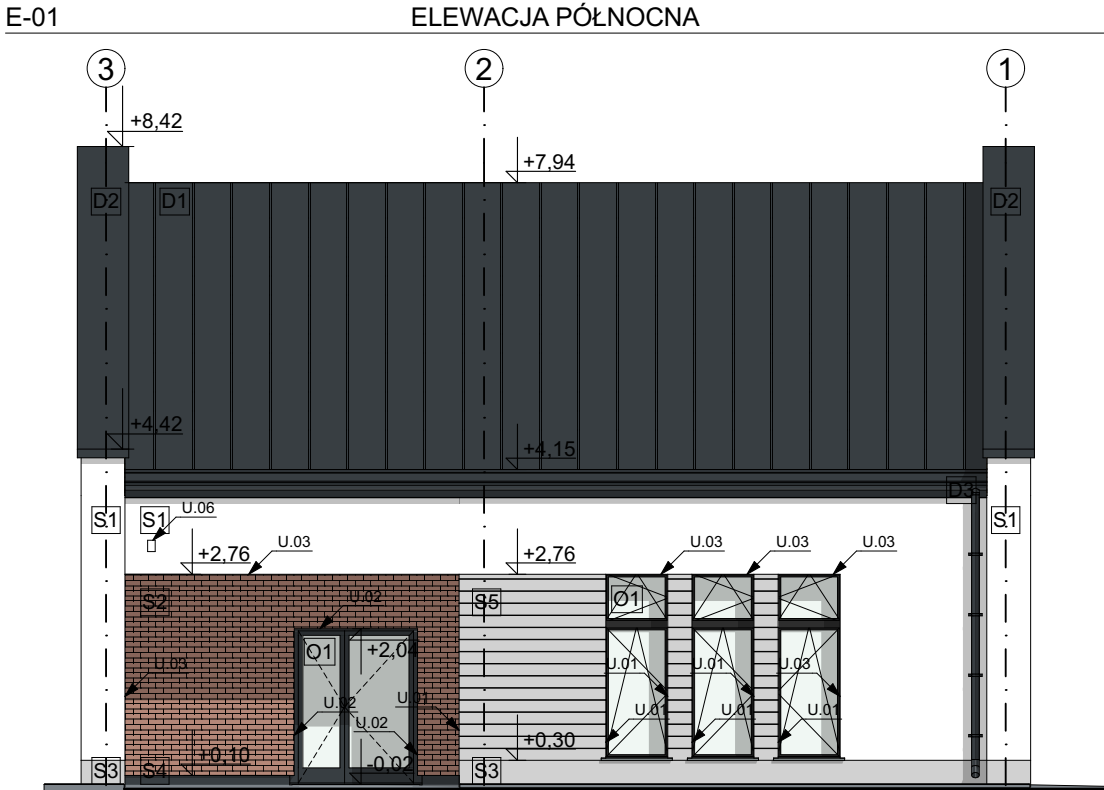 E-01 ELEWACJA PÓŁNOCNA
3 2 1
+8,42
+7,94
D2 D1 D2
+4,42
+4,15
D3
S1 S1 U.06 S1
+2,76 U.03 +2,76 U.03 U.03 U.03
S2 U.02 S5 O1
O1 +2,04
U.03 U.01 U.01 U.03
U.02 U.01 U.01 U.01 U.01
U.02
+0,10 -0,02 +0,30
S3 S4 S3